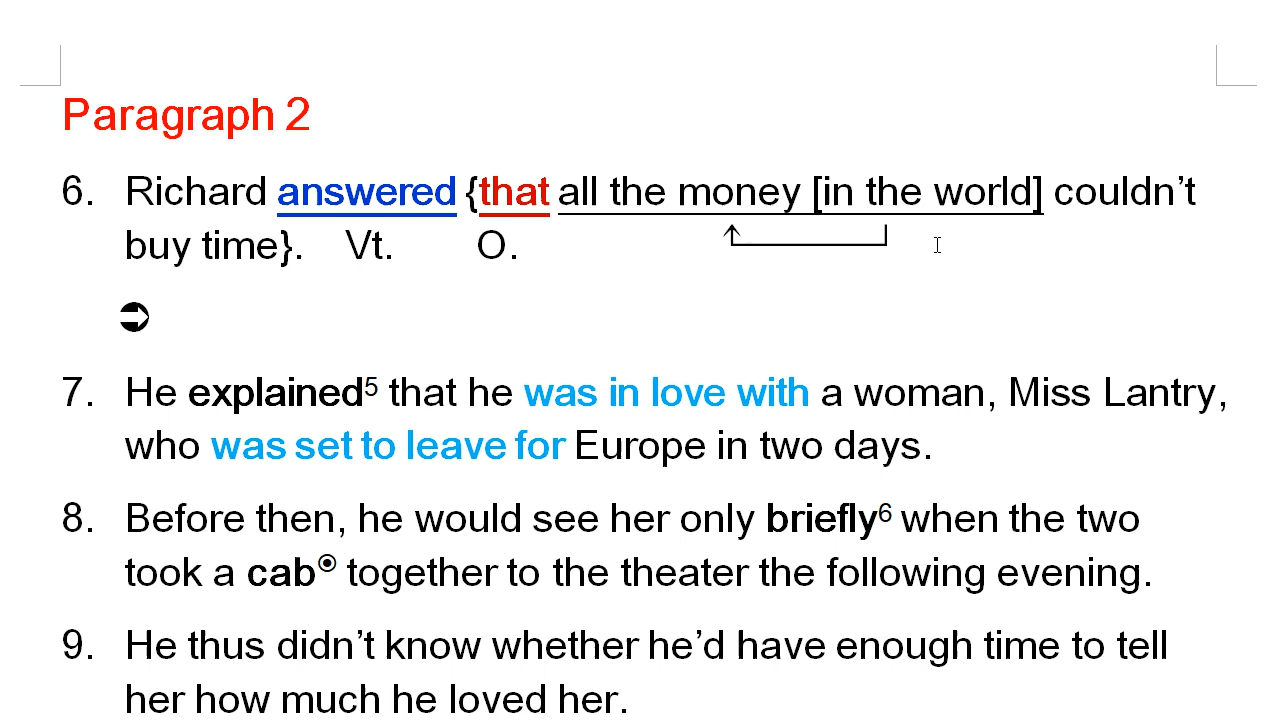 Paragraph 2
6. Richard answered {that all the money [in the world] couldn’t
buy time}. Vt. O.
➲
7. He explained⁵ that he was in love with a woman, Miss Lantry,
who was set to leave for Europe in two days.
8. Before then, he would see her only briefly⁶ when the two
took a cab⦿ together to the theater the following evening.
9. He thus didn’t know whether he’d have enough time to tell
her how much he loved her.